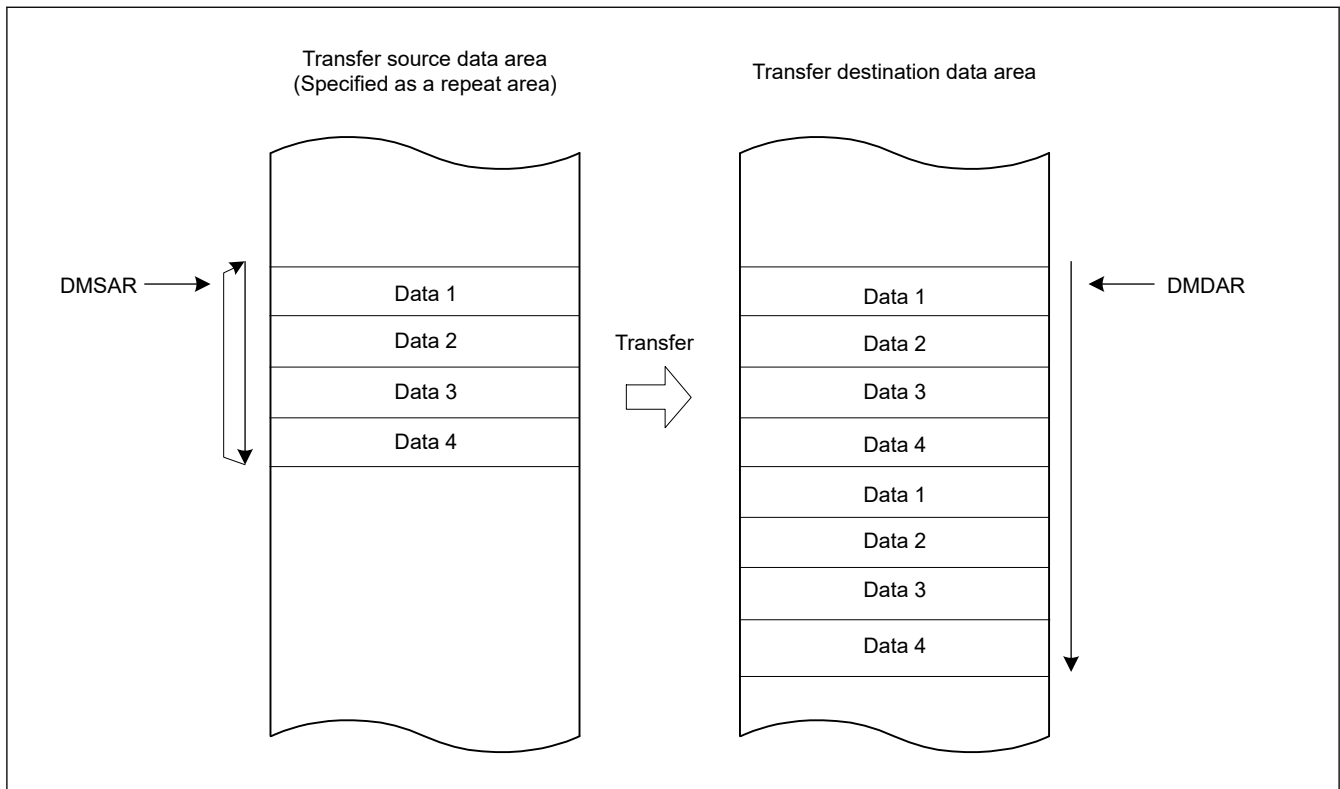 Transfer source data area
(Specified as a repeat area)
Transfer destination data area
DMSAR
Data 1
Data 2
Data 3
Data 4
Transfer
Data 1
Data 2
Data 3
Data 4
Data 1
Data 2
Data 3
Data 4
DMDAR